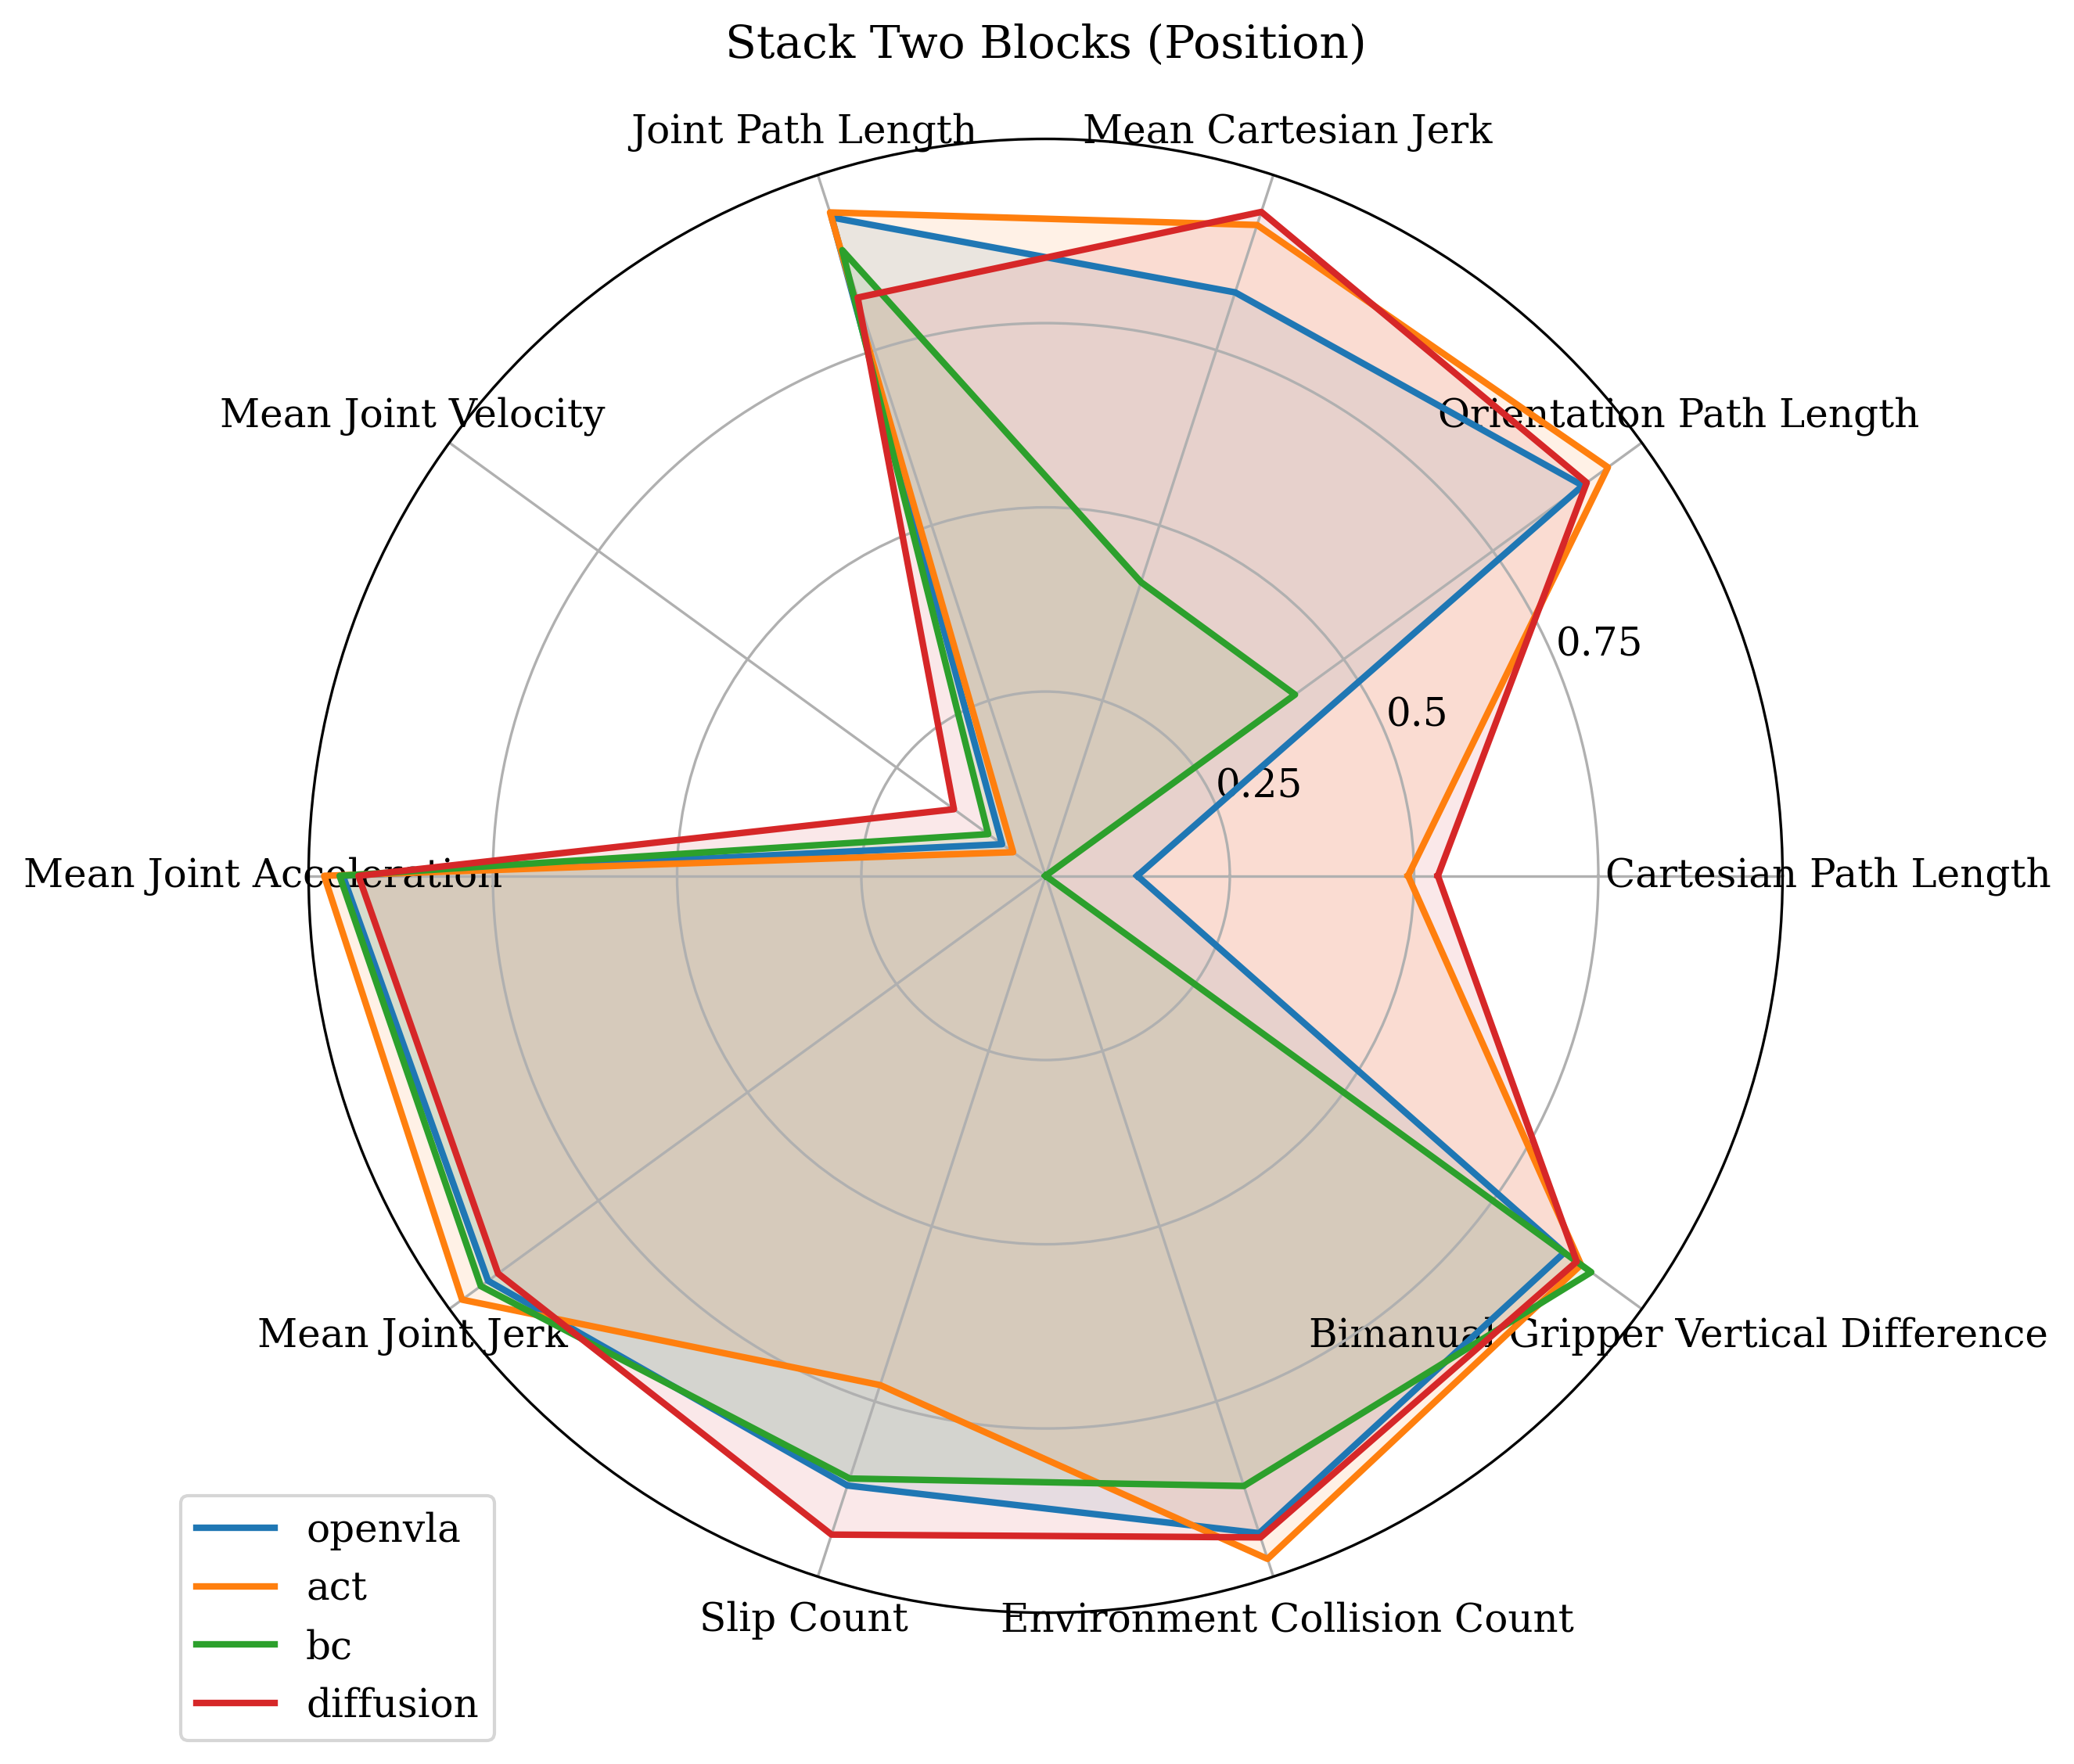 Stack Two Blocks (Position)
Joint Path Length
Mean Cartesian Jerk
Mean Joint Velocity
Orientation Path Length
0.75
0.5
0.25
Mean Joint Acceleration
Cartesian Path Length
Mean Joint Jerk
Bimanual Gripper Vertical Difference
Slip Count
Environment Collision Count
openvla
act
bc
diffusion